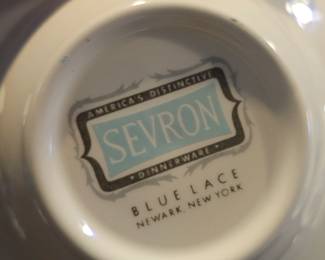 AMERICA'S DISTINCTIVE
SEVRON
• DINNERWARE •
BLUE LACE
NEWARK, NEW YORK